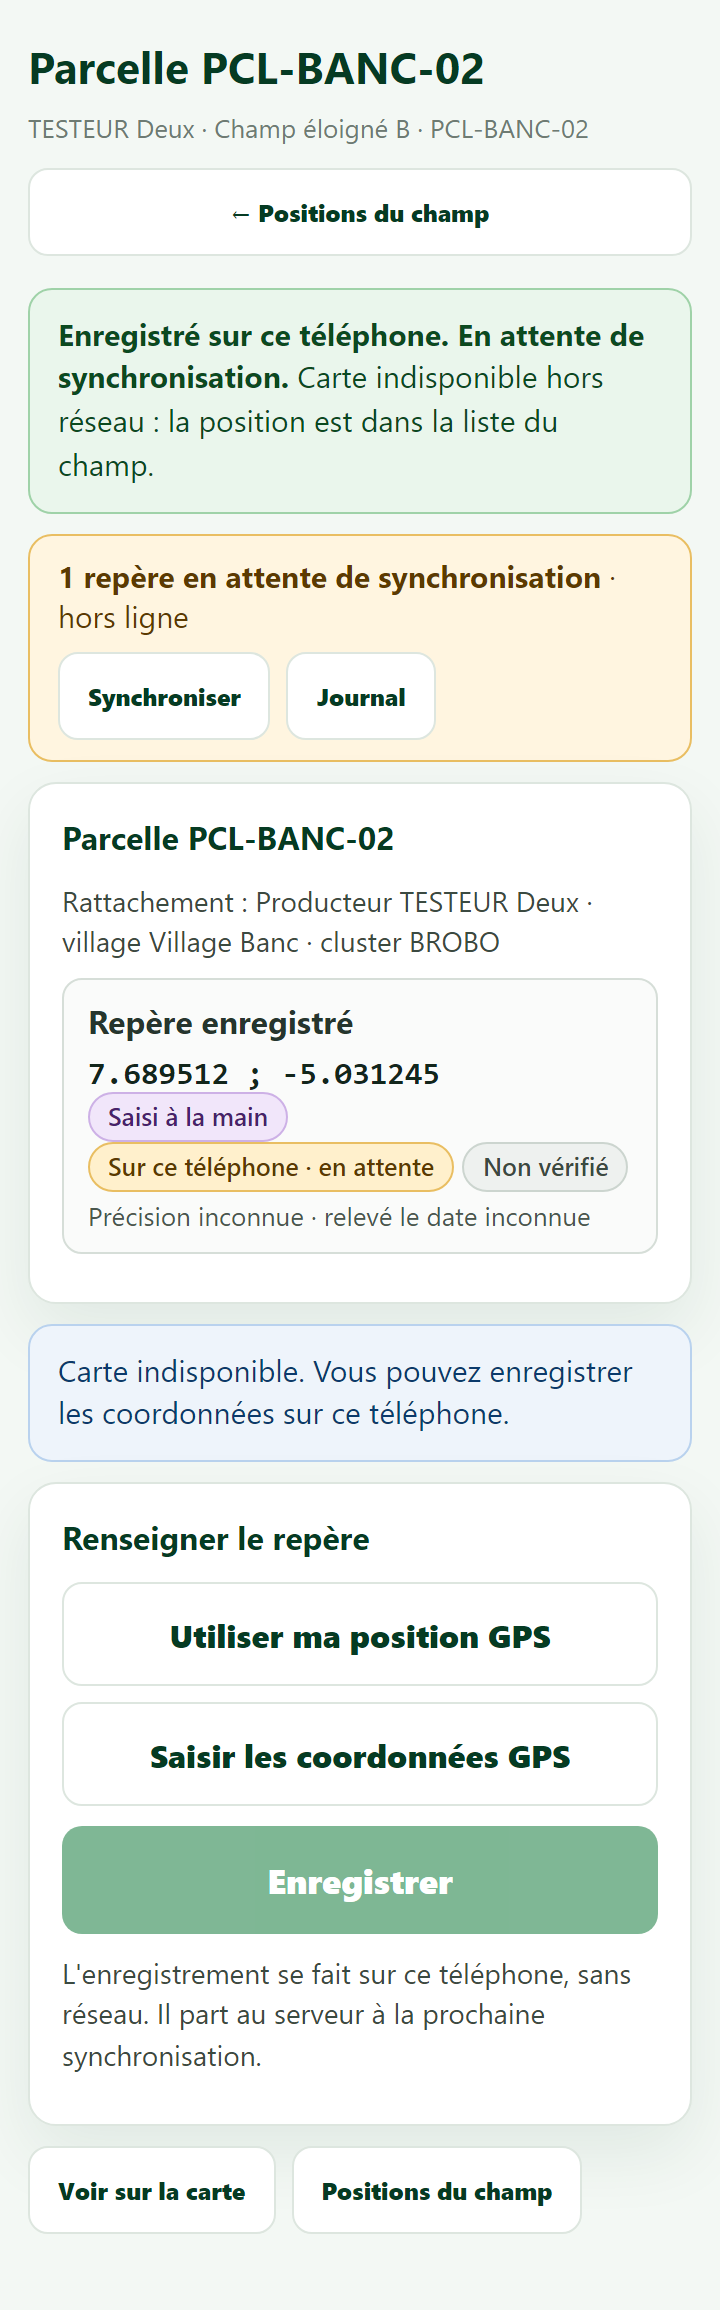 Parcelle PCL-BANC-02
TESTEUR Deux · Champ éloigné B · PCL-BANC-02
← Positions du champ
Enregistré sur ce téléphone. En attente de
synchronisation. Carte indisponible hors
réseau : la position est dans la liste du
champ.
1 repère en attente de synchronisation ·
hors ligne
Synchroniser
Journal
Parcelle PCL-BANC-02
Rattachement : Producteur TESTEUR Deux ·
village Village Banc · cluster BROBO
Repère enregistré
7.689512 ; -5.031245
Saisi à la main
Sur ce téléphone · en attente
Non vérifié
Précision inconnue · relevé le date inconnue
Carte indisponible. Vous pouvez enregistrer
les coordonnées sur ce téléphone.
Renseigner le repère
Utiliser ma position GPS
Saisir les coordonnées GPS
Enregistrer
L'enregistrement se fait sur ce téléphone, sans
réseau. Il part au serveur à la prochaine
synchronisation.
Voir sur la carte
Positions du champ